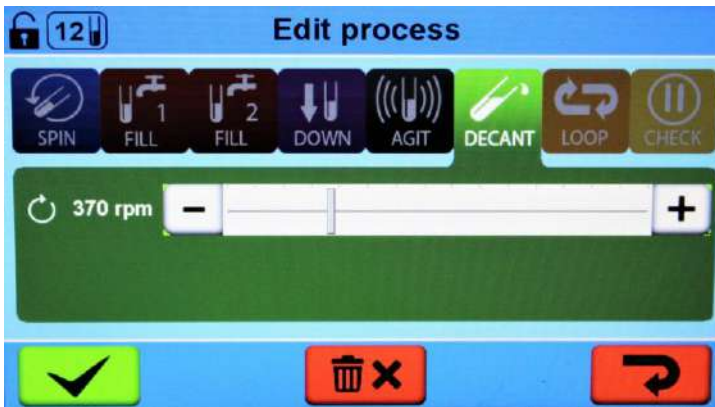 12
Edit process
SPIN
FILL 1
FILL 2
DOWN
AGIT
DECANT
LOOP
CHECK
370 rpm